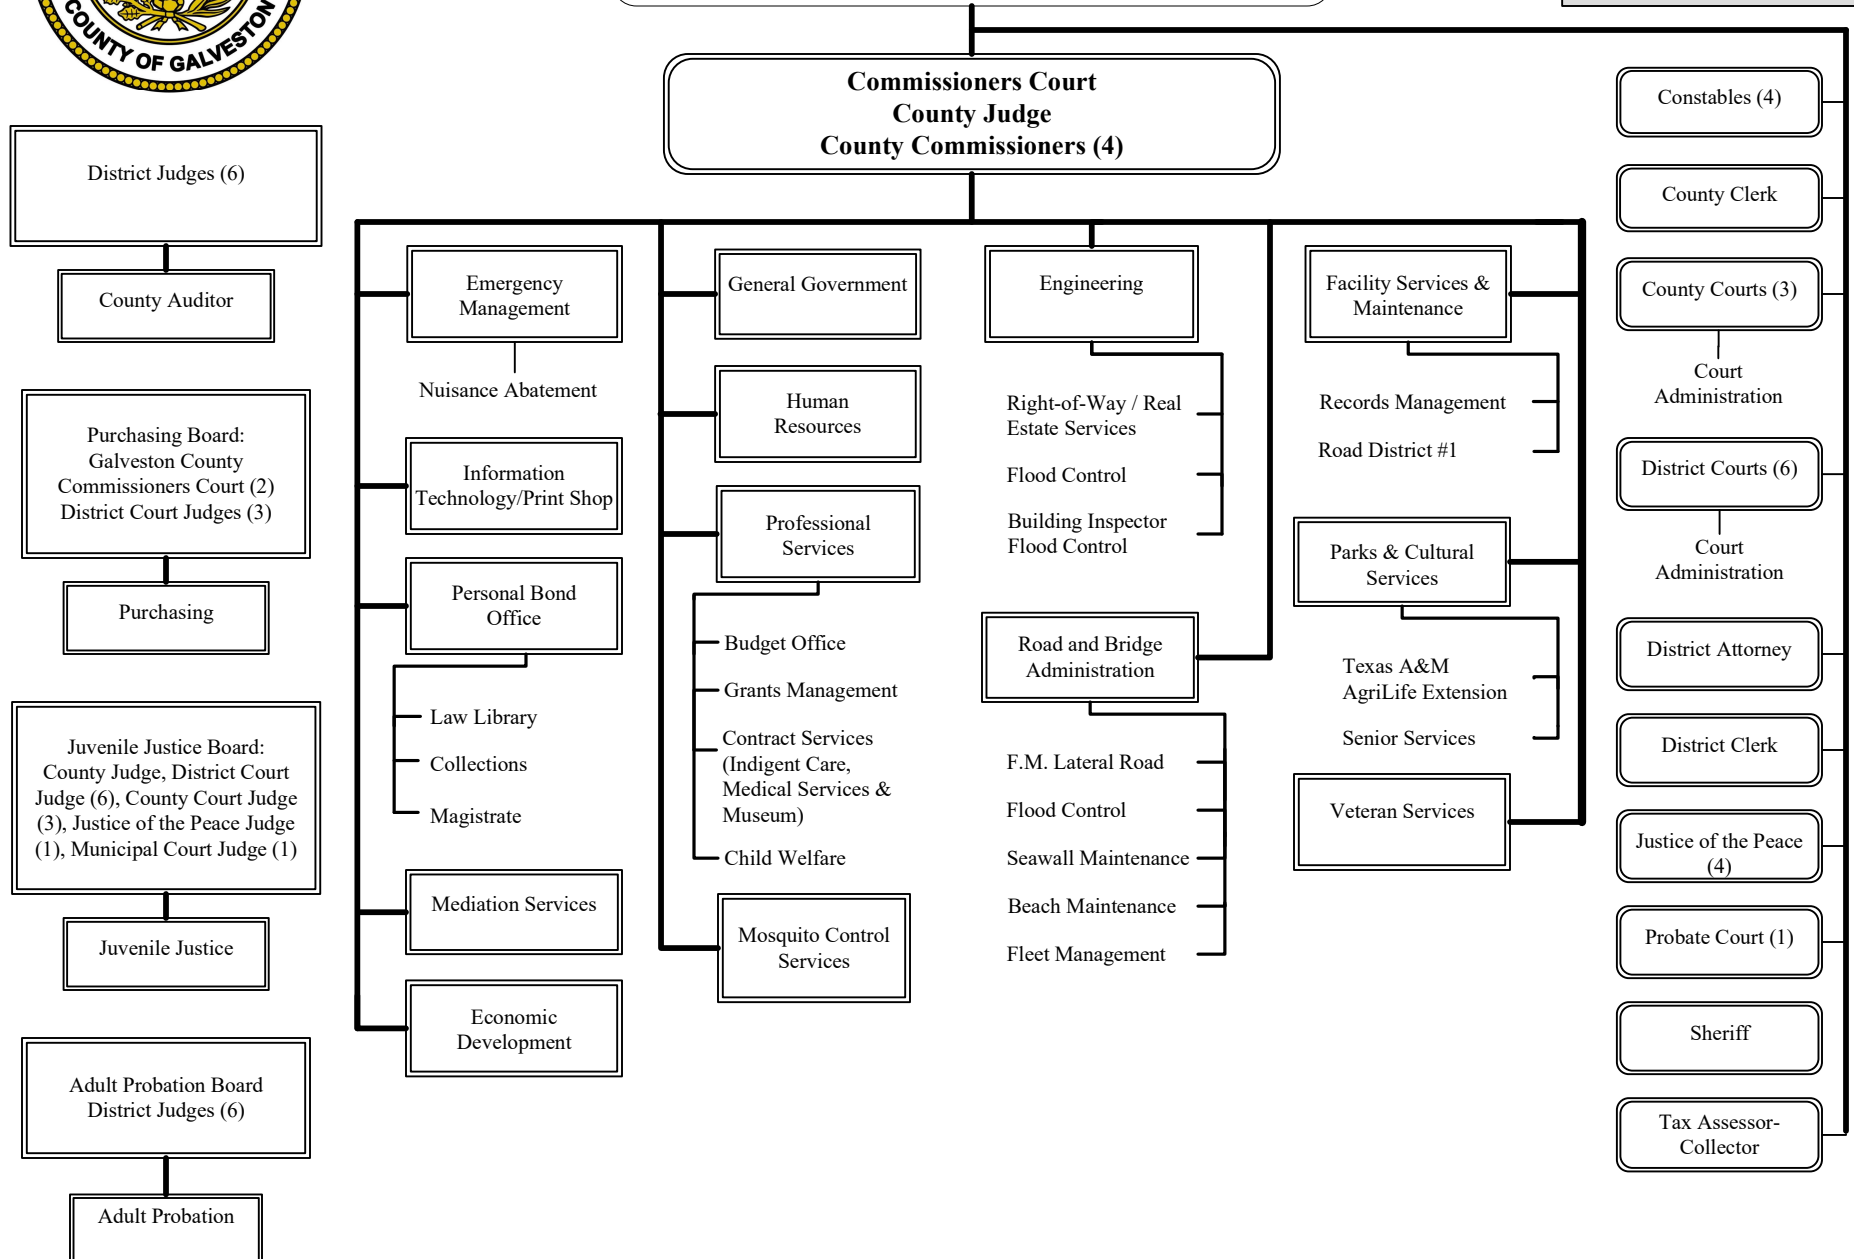 COUNTY OF GALVESTON
Commissioners Court
County Judge
County Commissioners (4)
District Judges (6)
County Auditor
Purchasing Board:
Galveston County
Commissioners Court (2)
District Court Judges (3)
Purchasing
Juvenile Justice Board:
County Judge, District Court
Judge (6), County Court Judge
(3), Justice of the Peace Judge
(1), Municipal Court Judge (1)
Juvenile Justice
Adult Probation Board
District Judges (6)
Adult Probation
Emergency
Management
Nuisance Abatement
Information
Technology/Print Shop
Personal Bond
Office
Law Library
Collections
Magistrate
Mediation Services
Economic
Development
General Government
Human
Resources
Professional
Services
Budget Office
Grants Management
Contract Services
(Indigent Care,
Medical Services &
Museum)
Child Welfare
Mosquito Control
Services
Engineering
Right-of-Way / Real
Estate Services
Flood Control
Building Inspector
Flood Control
Road and Bridge
Administration
F.M. Lateral Road
Flood Control
Seawall Maintenance
Beach Maintenance
Fleet Management
Facility Services &
Maintenance
Records Management
Road District #1
Parks & Cultural
Services
Texas A&M
AgriLife Extension
Senior Services
Veteran Services
Constables (4)
County Clerk
County Courts (3)
Court
Administration
District Courts (6)
Court
Administration
District Attorney
District Clerk
Justice of the Peace
(4)
Probate Court (1)
Sheriff
Tax Assessor-
Collector